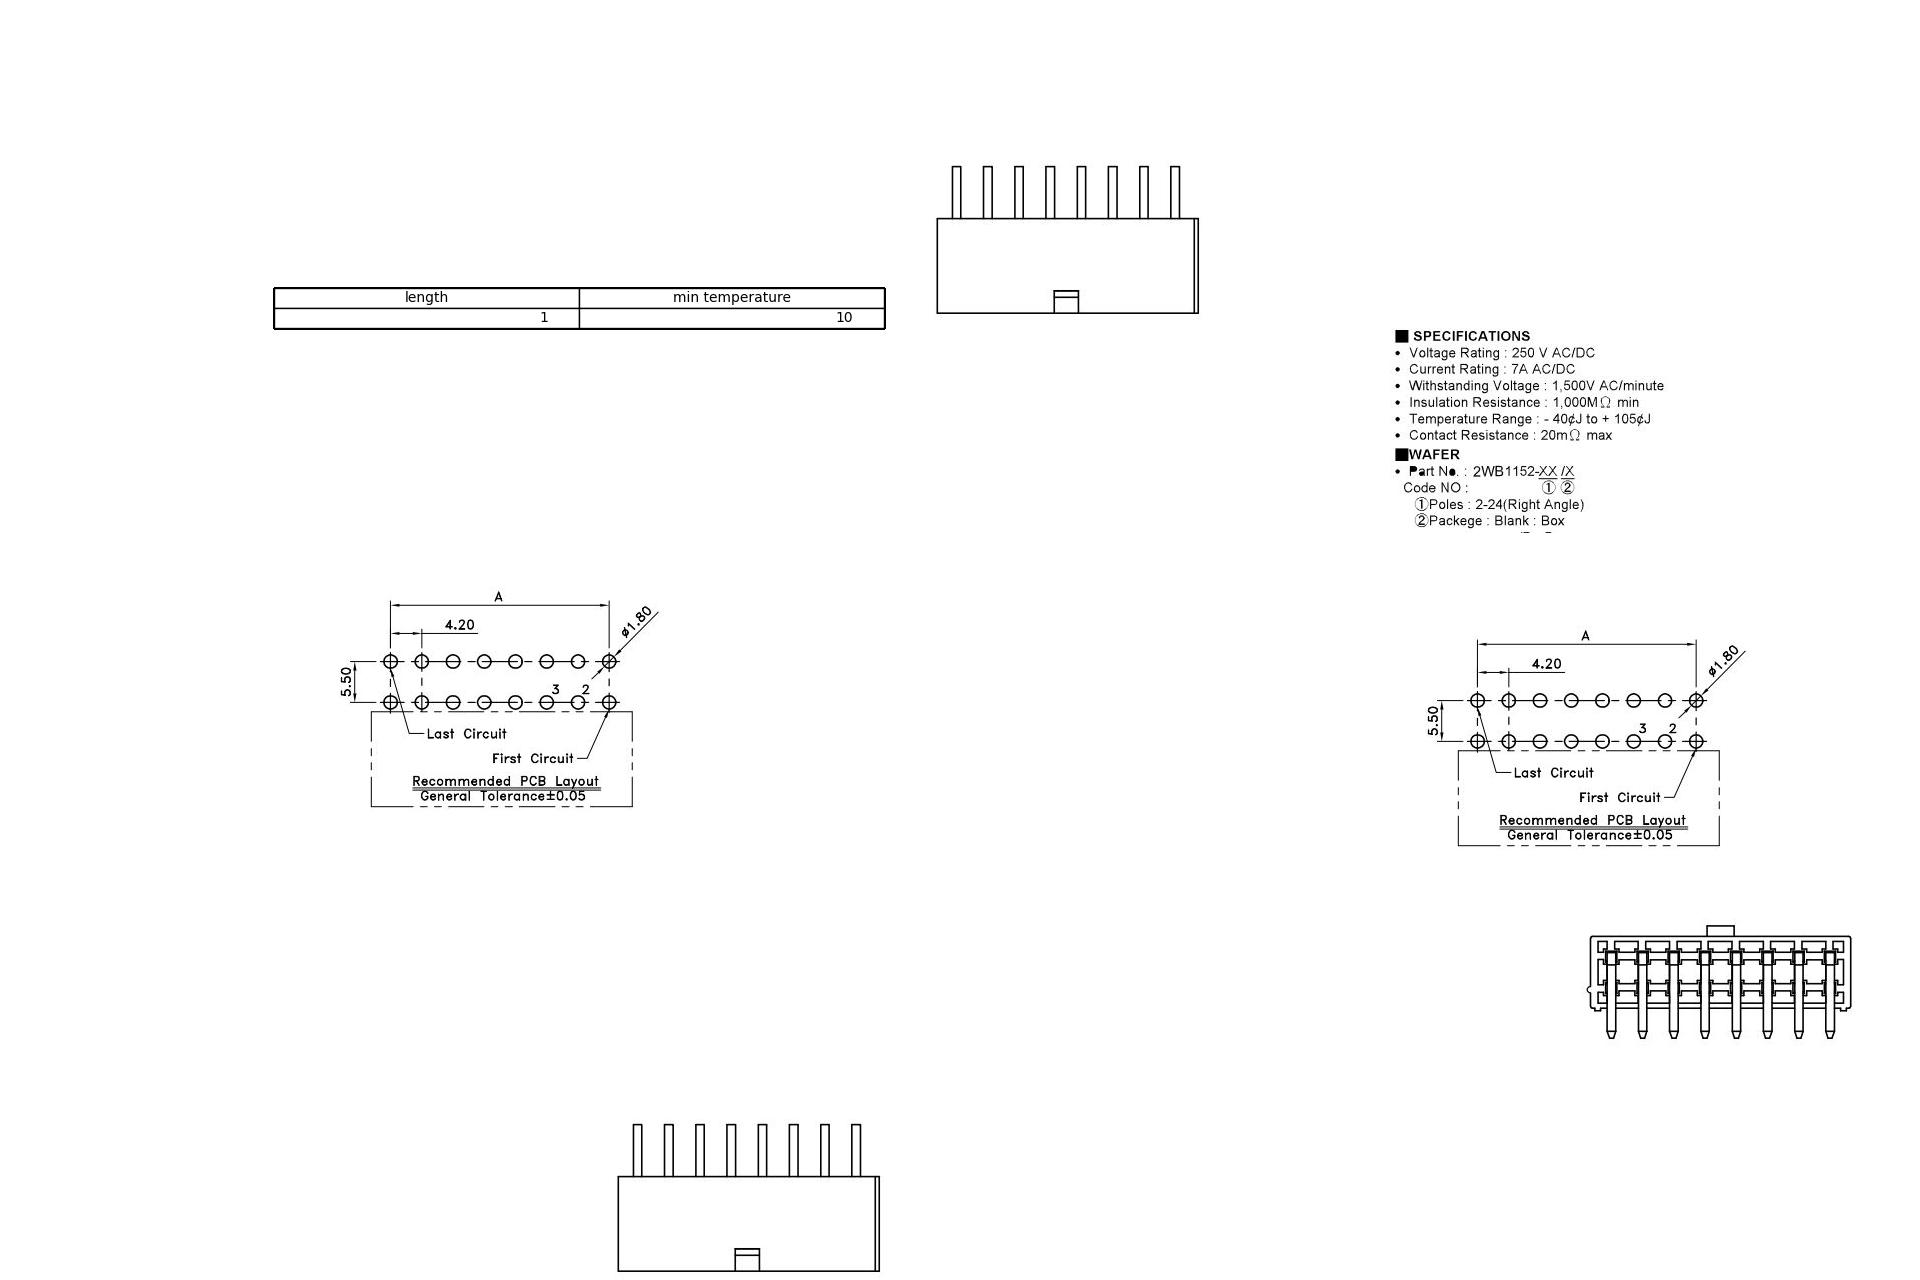 length min temperature
1 10
■ SPECIFICATIONS
• Voltage Rating : 250 V AC/DC
• Current Rating : 7A AC/DC
• Withstanding Voltage : 1,500V AC/minute
• Insulation Resistance : 1,000MΩ min
• Temperature Range : - 40¢J to + 105¢J
• Contact Resistance : 20mΩ max
■WAFER
• Part No. : 2WB1152-XX /X
Code NO : ① ②
①Poles : 2-24(Right Angle)
②Packege : Blank : Box
A
4.20
ø1.80
5.50
3 2
Last Circuit
First Circuit
Recommended PCB Layout
General Tolerance±0.05
A
4.20
ø1.80
5.50
3 2
Last Circuit
First Circuit
Recommended PCB Layout
General Tolerance±0.05